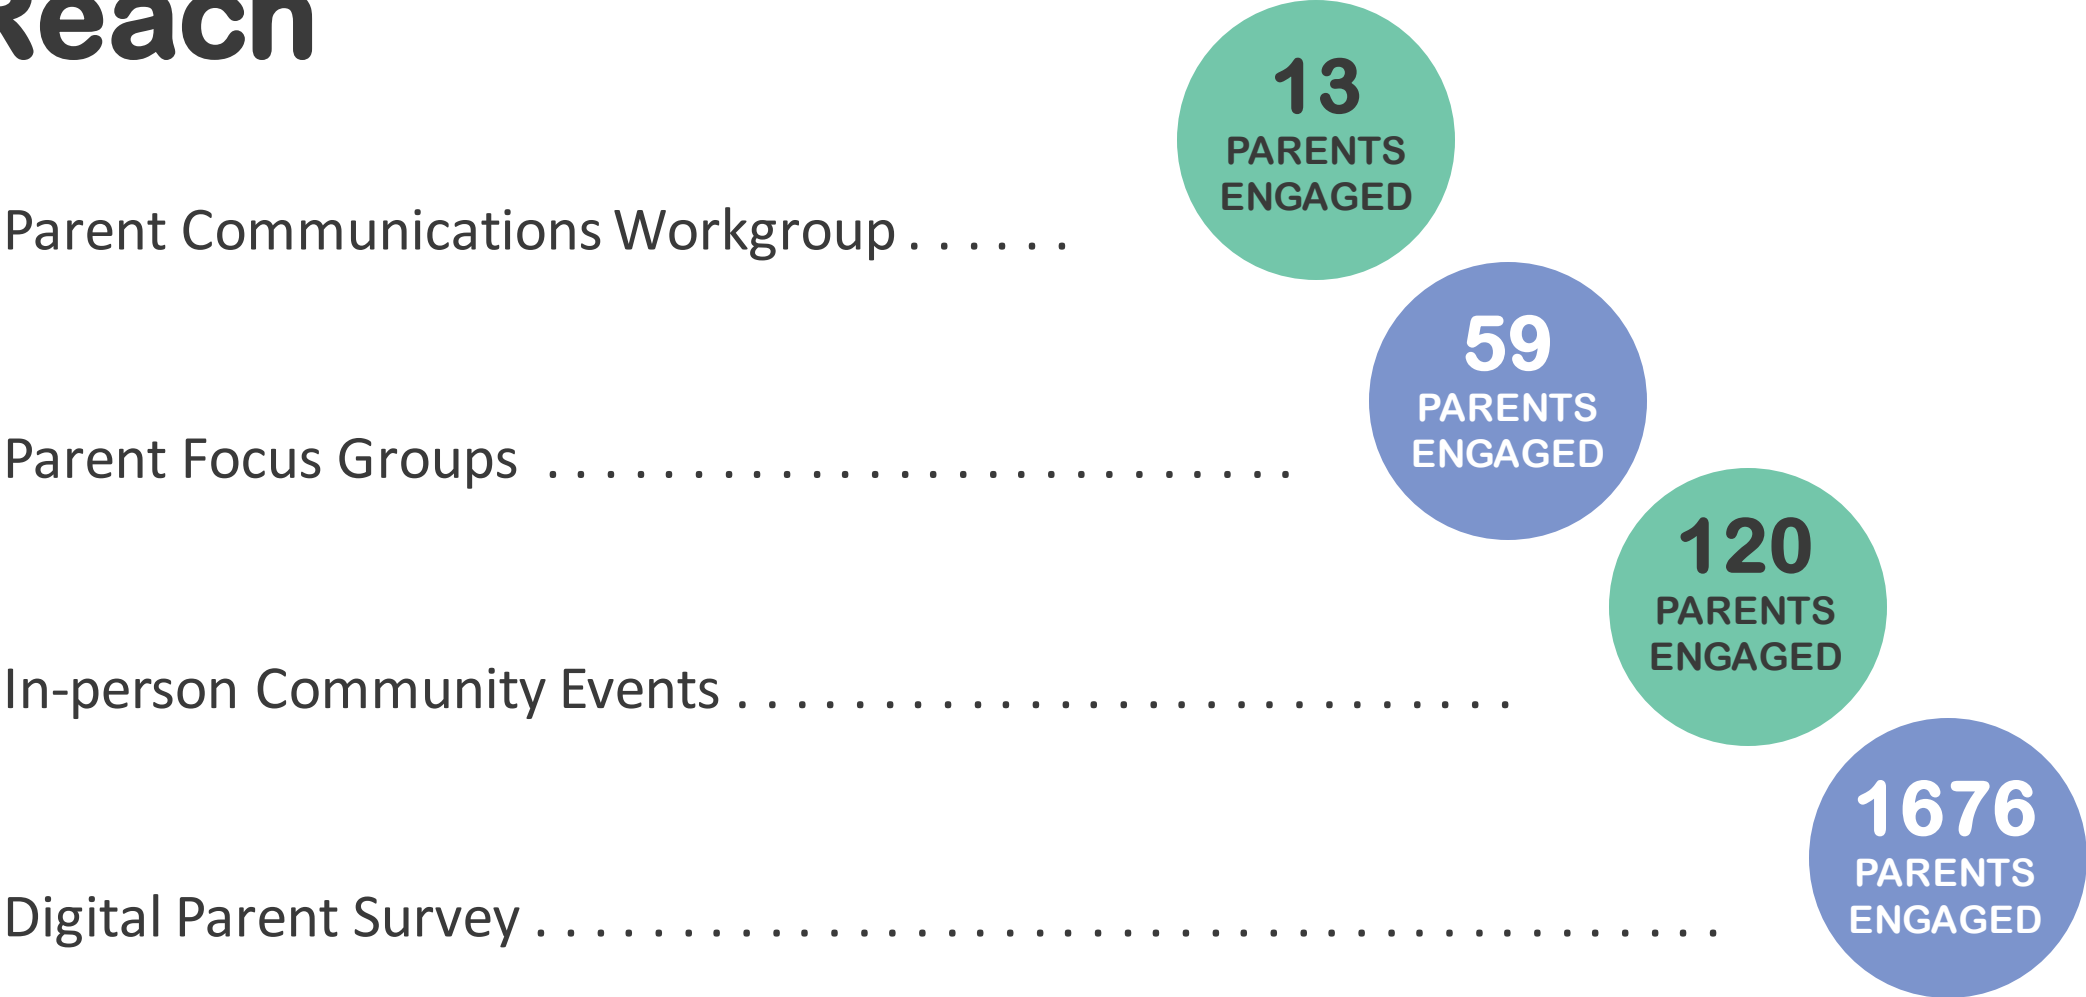 Reach
13
PARENTS
ENGAGED
Parent Communications Workgroup . . . . . .
59
PARENTS
ENGAGED
Parent Focus Groups . . . . . . . . . . . . . . . . . . . . . . . . . .
120
PARENTS
ENGAGED
In-person Community Events . . . . . . . . . . . . . . . . . . . . . . . . . . .
1676
PARENTS
ENGAGED
Digital Parent Survey . . . . . . . . . . . . . . . . . . . . . . . . . . . . . . . . . . . . . . . . .